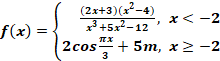 f(x) = { (2x+3)(x²−4) / x³+5x²−12, x < −2
2cos πx/3 + 5m, x ≥ −2